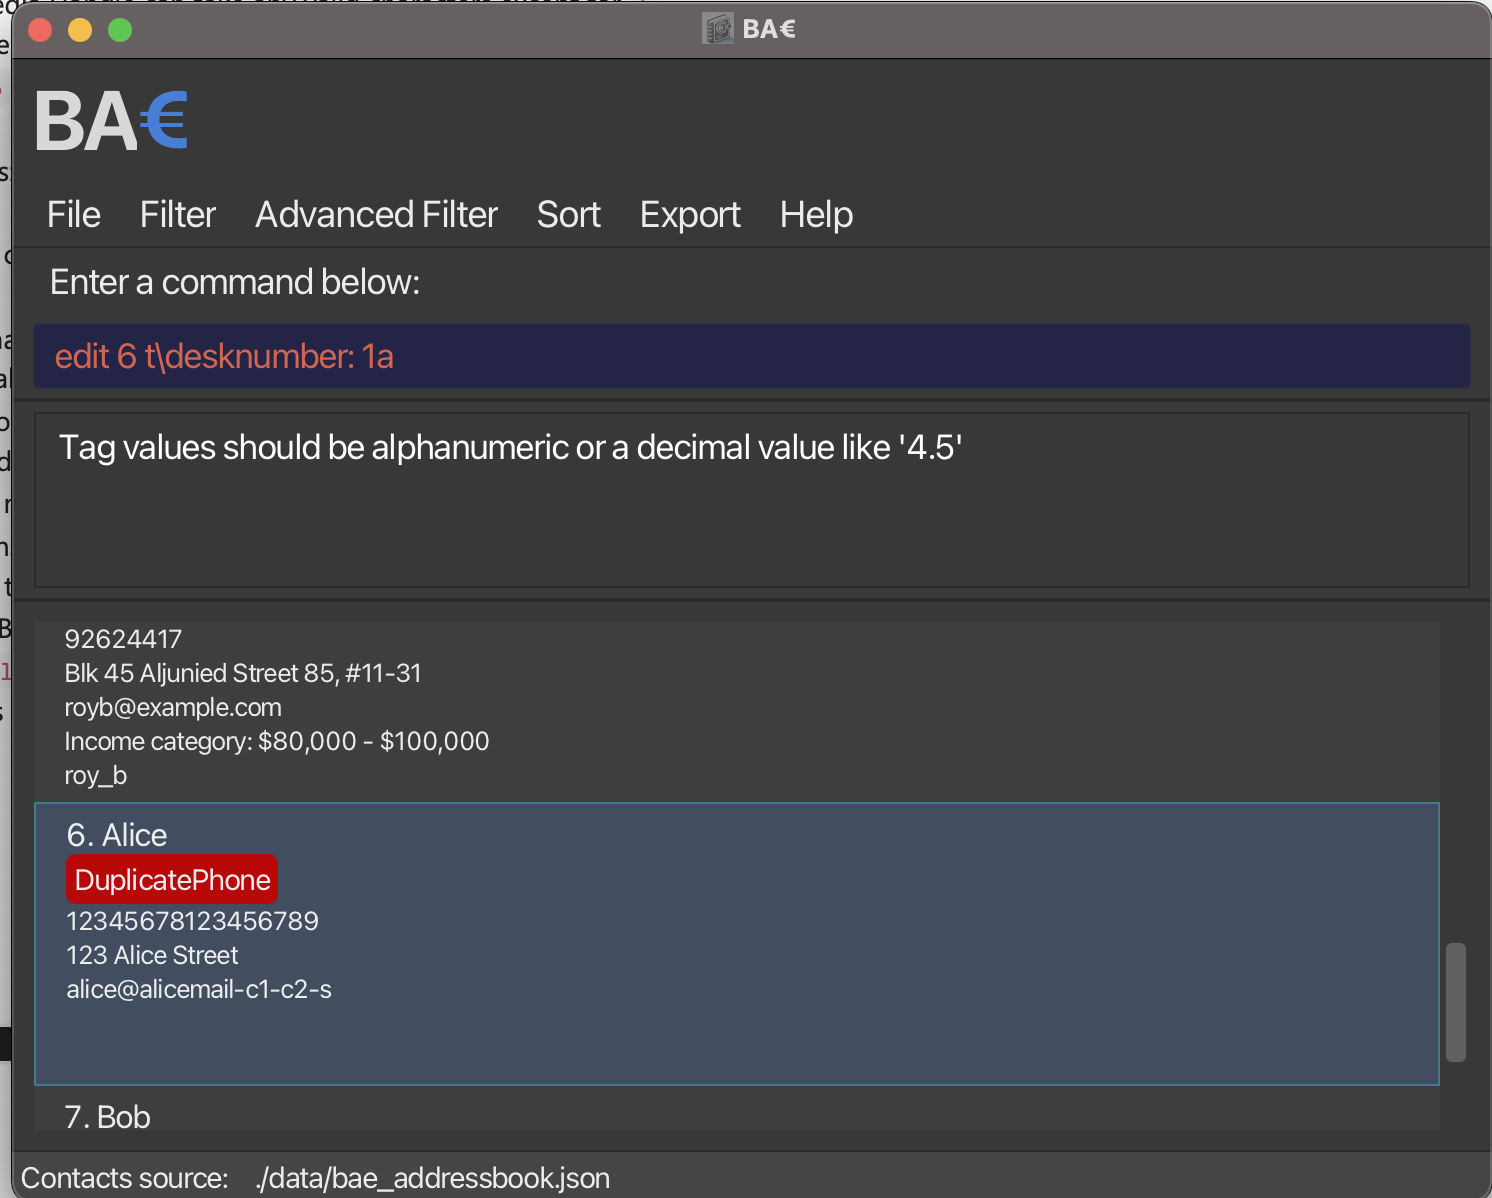 BA€
BA€
File Filter Advanced Filter Sort Export Help
Enter a command below:
edit 6 t\desknumber: 1a
Tag values should be alphanumeric or a decimal value like '4.5'
92624417
Blk 45 Aljunied Street 85, #11-31
royb@example.com
Income category: $80,000 - $100,000
roy_b
6. Alice
DuplicatePhone
12345678123456789
123 Alice Street
alice@alicemail-c1-c2-s
7. Bob
Contacts source: ./data/bae_addressbook.json